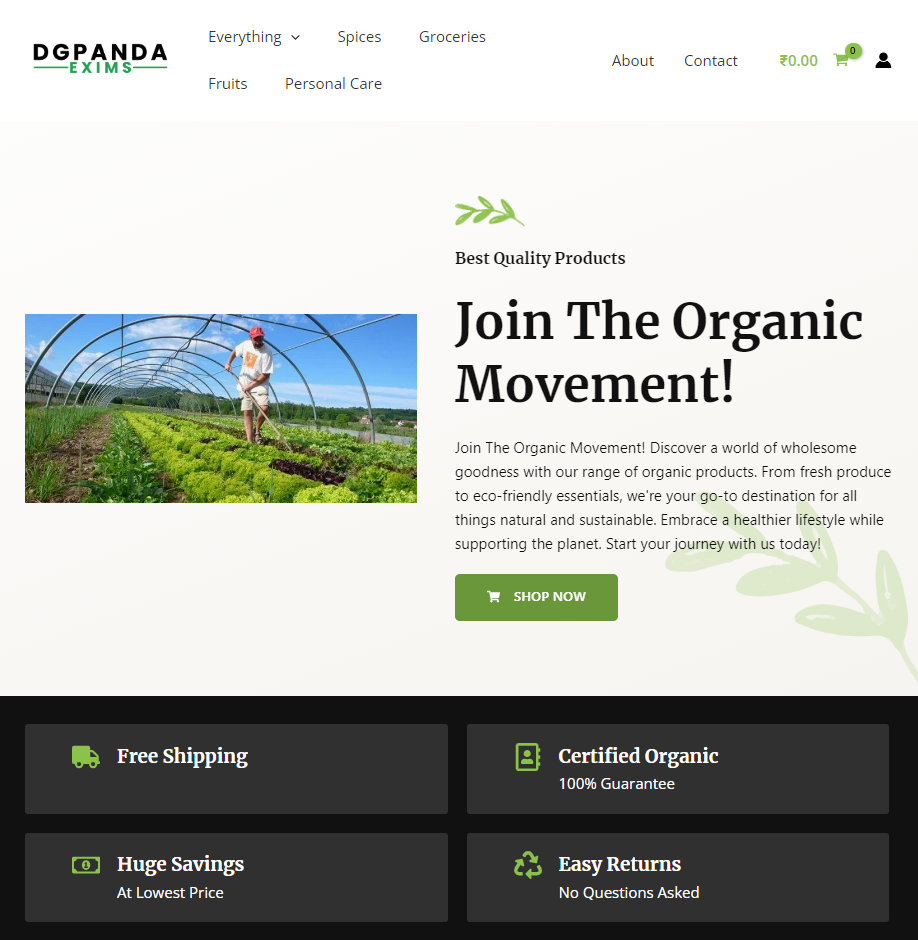 DGPANDA
EXIMS
Everything
Spices
Groceries
Fruits
Personal Care
About
Contact
₹0.00
0
Best Quality Products
Join The Organic
Movement!
Join The Organic Movement! Discover a world of wholesome
goodness with our range of organic products. From fresh produce
to eco-friendly essentials, we're your go-to destination for all
things natural and sustainable. Embrace a healthier lifestyle while
supporting the planet. Start your journey with us today!
SHOP NOW
Free Shipping
Certified Organic
100% Guarantee
Huge Savings
At Lowest Price
Easy Returns
No Questions Asked